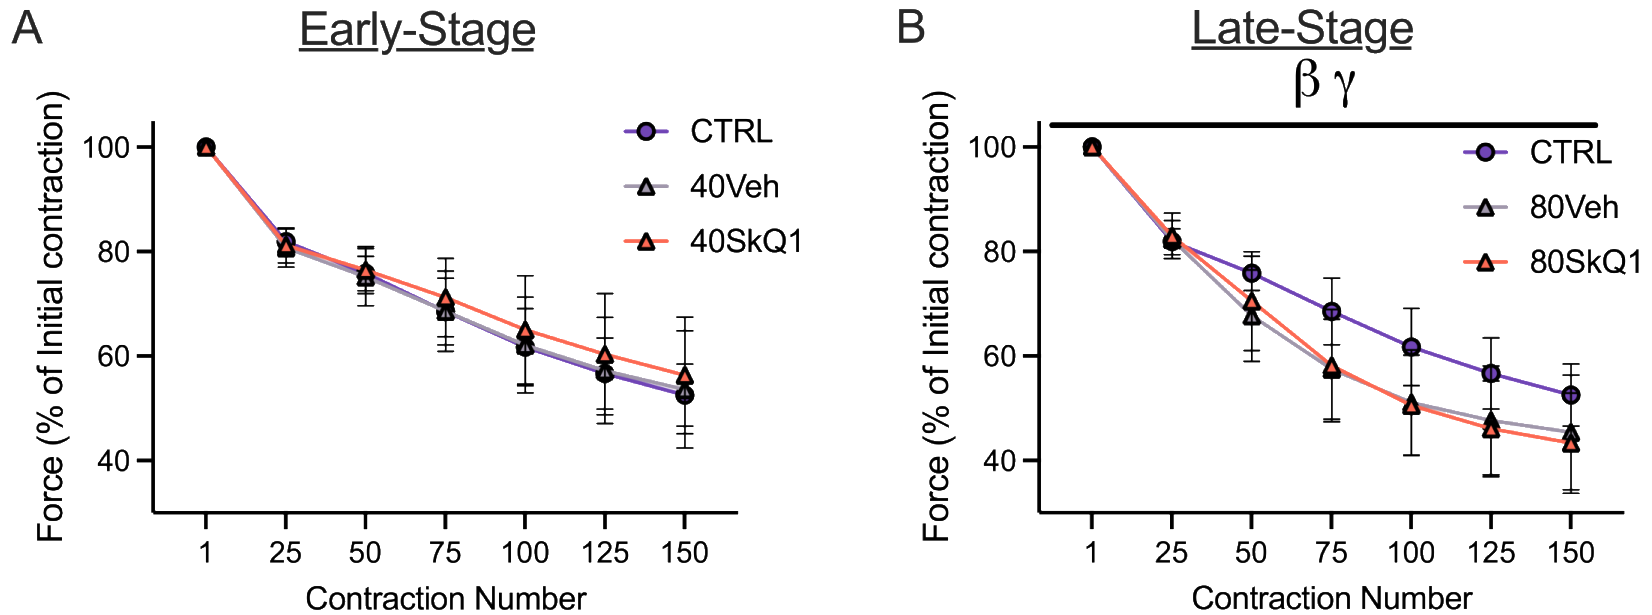 A
Early-Stage
Force (% of Initial contraction)
100
80
60
40
CTRL
40Veh
40SkQ1
1 25 50 75 100 125 150
Contraction Number
B
Late-Stage
β γ
Force (% of Initial contraction)
100
80
60
40
CTRL
80Veh
80SkQ1
1 25 50 75 100 125 150
Contraction Number